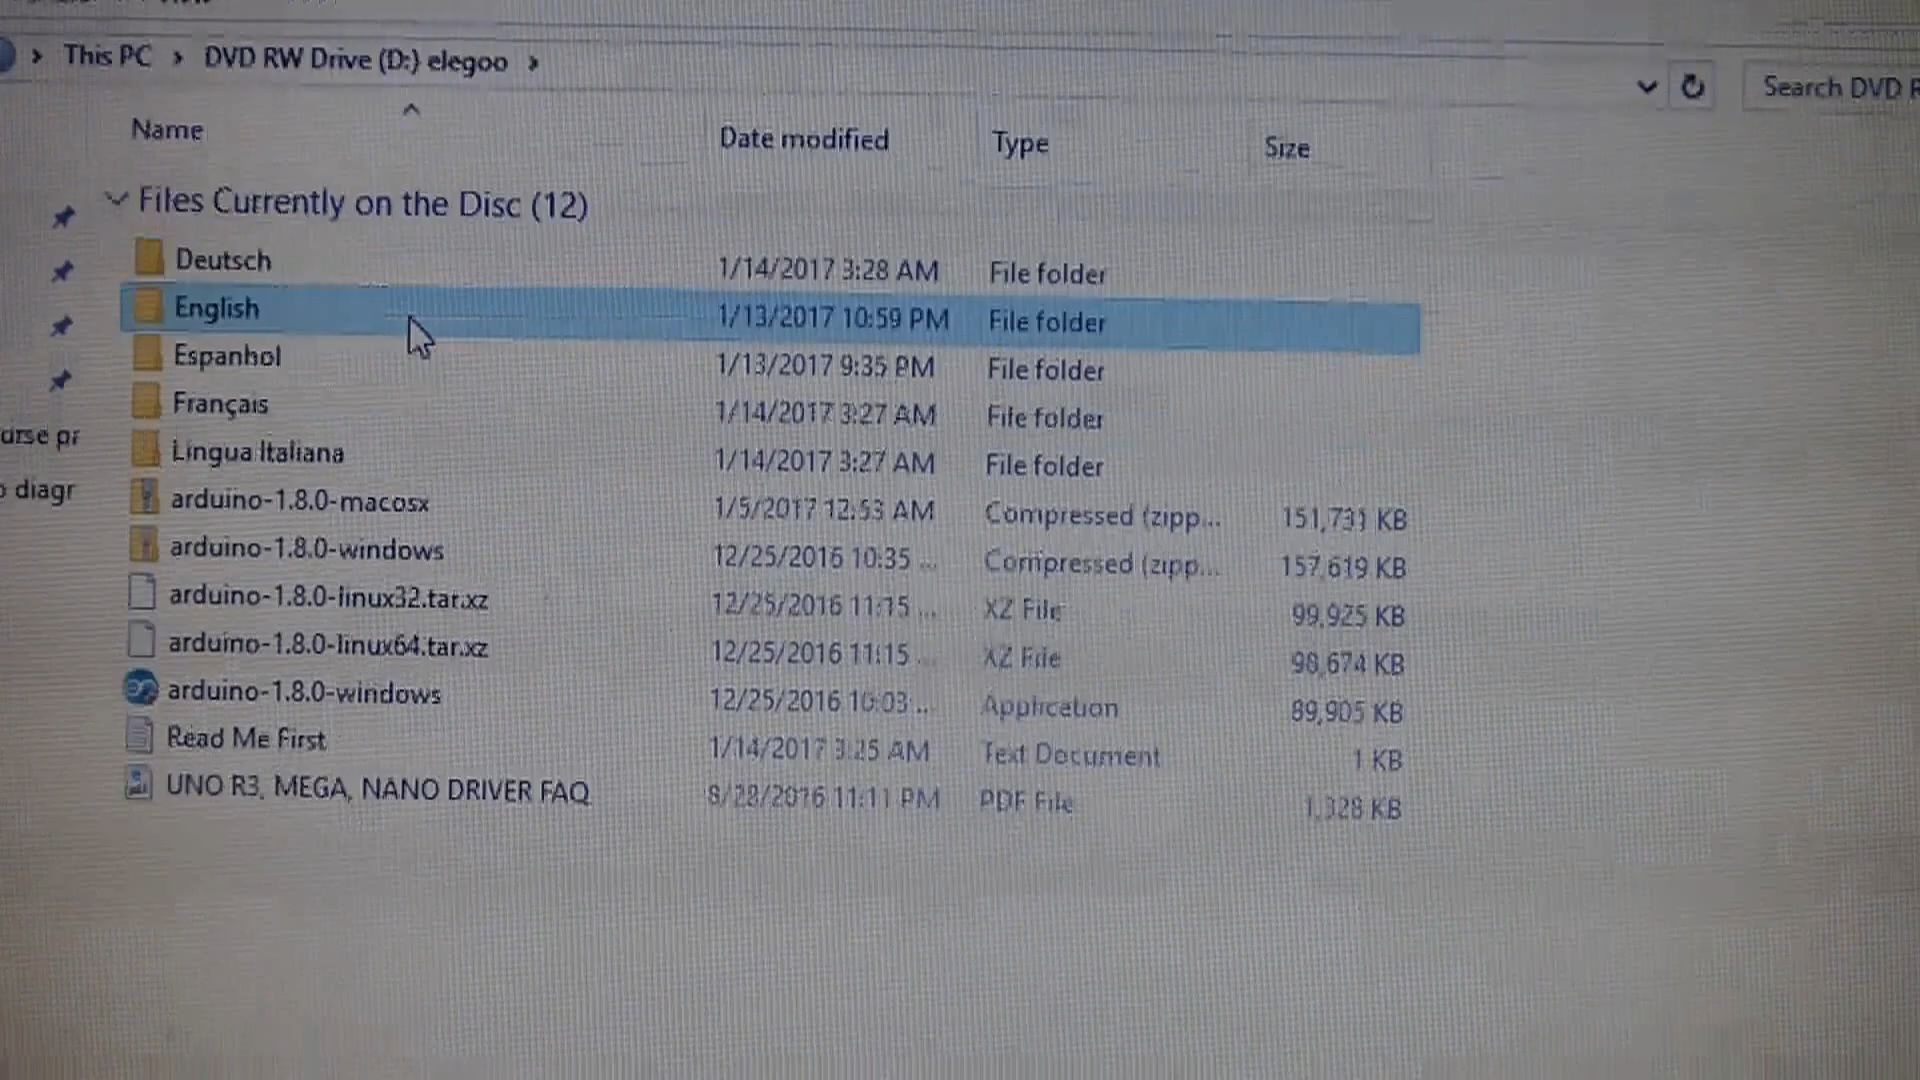 This PC > DVD RW Drive (D:) elegoo >
Search DVD R
Name Date modified Type Size
Files Currently on the Disc (12)
Deutsch 1/14/2017 3:28 AM File folder
English 1/13/2017 10:59 PM File folder
Espanhol 1/13/2017 9:35 PM File folder
Français 1/14/2017 3:27 AM File folder
urse pr
Lingua Italiana 1/14/2017 3:27 AM File folder
diagr
arduino-1.8.0-macosx 1/5/2017 12:53 AM Compressed (zipp... 151,731 KB
arduino-1.8.0-windows 12/25/2016 10:35 ... Compressed (zipp... 157,619 KB
arduino-1.8.0-linux32.tar.xz 12/25/2016 11:15 ... XZ File 99,925 KB
arduino-1.8.0-linux64.tar.xz 12/25/2016 11:15 ... XZ File 98,674 KB
arduino-1.8.0-windows 12/25/2016 10:03 ... Application 89,905 KB
Read Me First 1/14/2017 3:25 AM Text Document 1 KB
UNO R3, MEGA, NANO DRIVER FAQ 8/28/2016 11:11 PM PDF File 1,328 KB